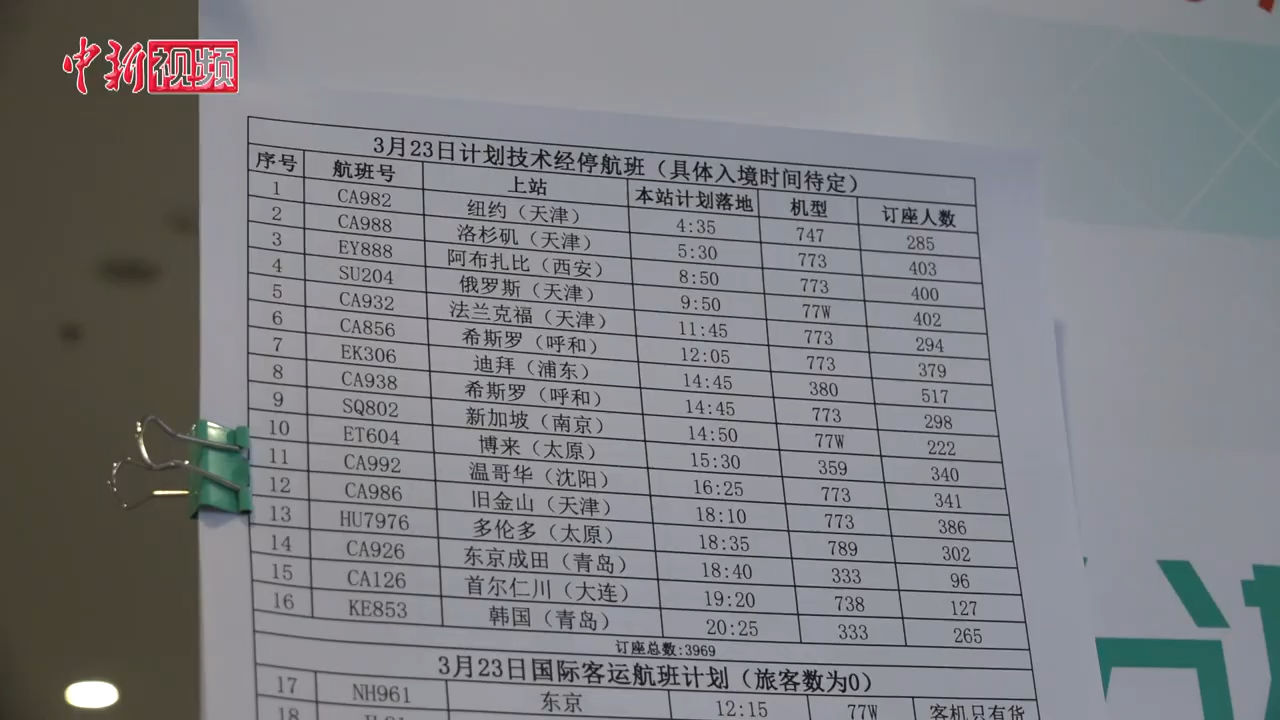 中新视频
3月23日计划技术经停航班（具体入境时间待定）
序号 航班号 上站 本站计划落地 机型 订座人数
1 CA982 纽约（天津） 4:35 747 285
2 CA988 洛杉矶（天津） 5:30 773 403
3 EY888 阿布扎比（西安） 8:50 773 400
4 SU204 俄罗斯（天津） 9:50 77W 402
5 CA932 法兰克福（天津） 11:45 773 294
6 CA856 希斯罗（呼和） 12:05 773 379
7 EK306 迪拜（浦东） 14:45 380 517
8 CA938 希斯罗（呼和） 14:45 773 298
9 SQ802 新加坡（南京） 14:50 77W 222
10 ET604 博来（太原） 15:30 359 340
11 CA992 温哥华（沈阳） 16:25 773 341
12 CA986 旧金山（天津） 18:10 773 386
13 HU7976 多伦多（太原） 18:35 789 302
14 CA926 东京成田（青岛） 18:40 333 96
15 CA126 首尔仁川（大连） 19:20 738 127
16 KE853 韩国（青岛） 20:25 333 265
订座总数:3969
3月23日国际客运航班计划（旅客数为0）
17 NH961 东京 12:15 77W 客机只有货
18